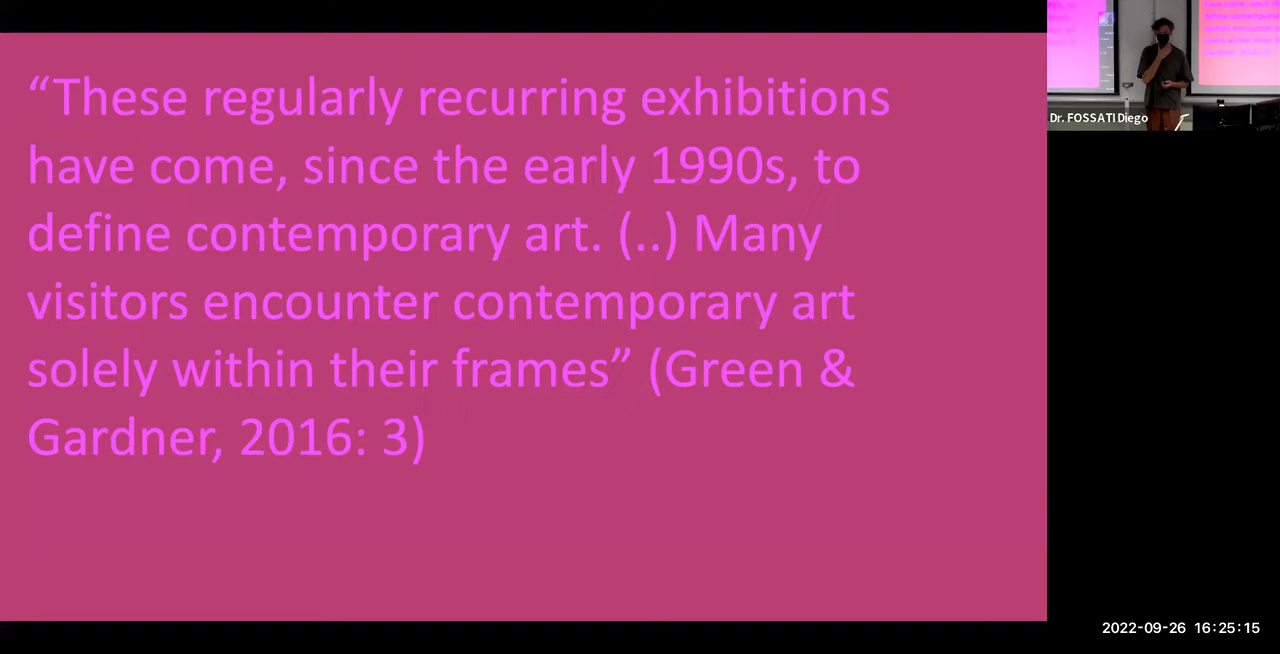 “These regularly recurring exhibitions
have come, since the early 1990s, to
define contemporary art. (..) Many
visitors encounter contemporary art
solely within their frames” (Green &
Gardner, 2016: 3)
Dr. FOSSATI Diego
2022-09-26 16:25:15